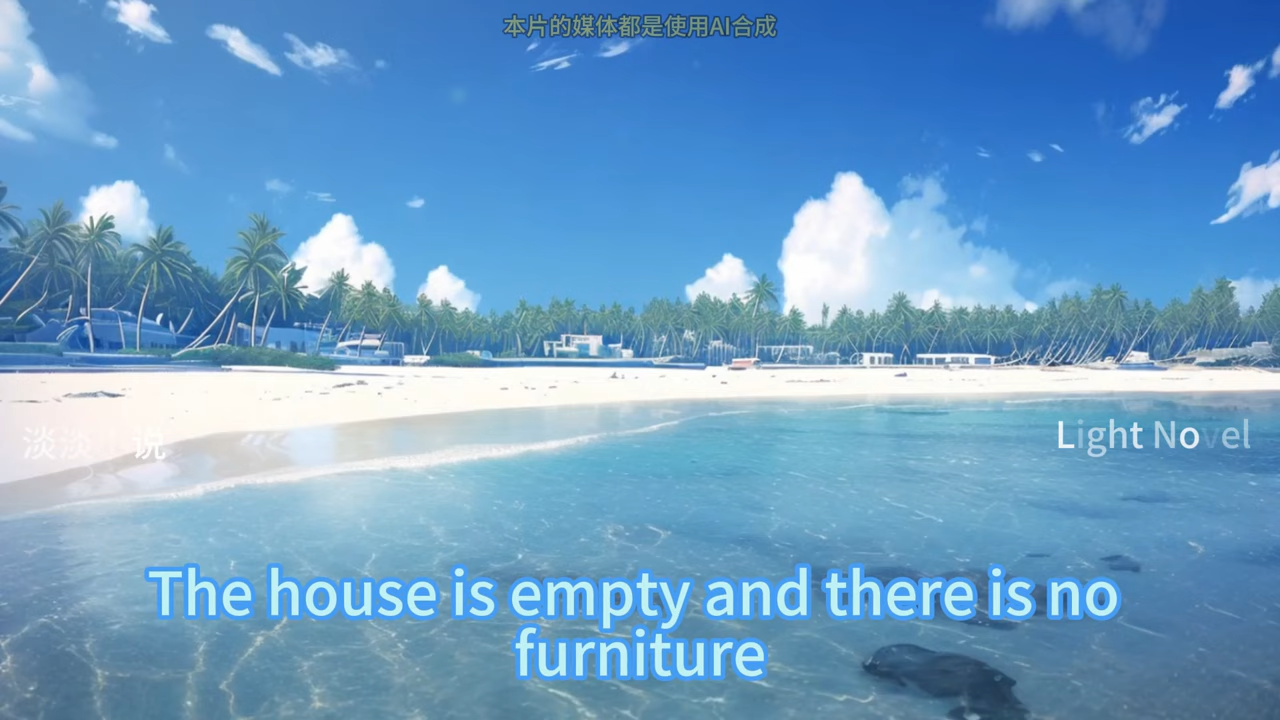 本片的媒体都是使用AI合成
淡淡 说
Light Novel
The house is empty and there is no
furniture